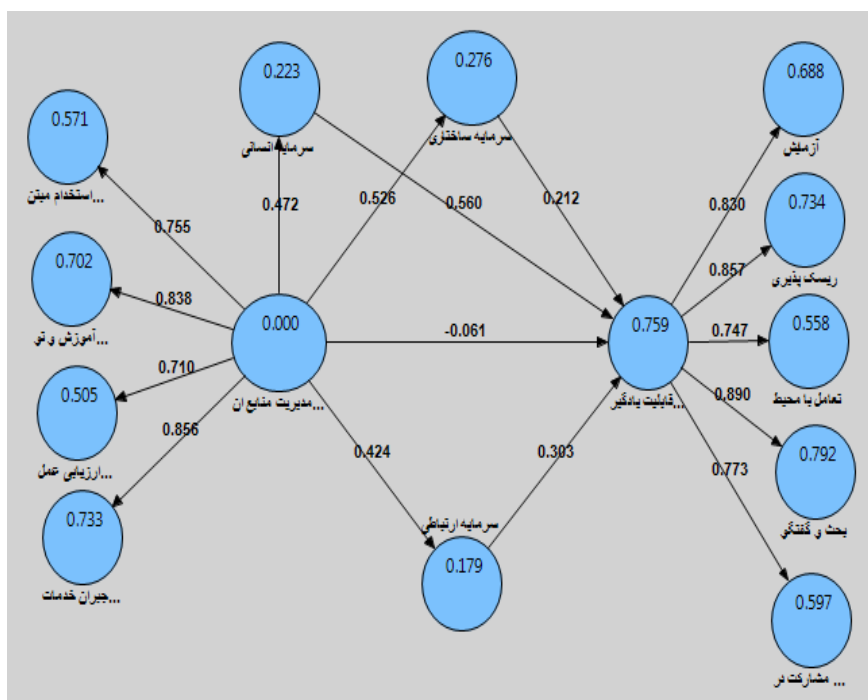 0.223
سرمایه انسانی
0.276
سرمایه ساختاری
0.688
آزمایش
0.571
...استخدام مبتن
0.734
ریسک پذیری
0.702
...آموزش و تو
0.000
...مدیریت منابع ان
0.759
...قابلیت یادگیر
0.558
تعامل با محیط
0.505
...ارزیابی عمل
0.792
بحث و گفتگو
0.733
...جبران خدمات
سرمایه ارتباطی
0.179
0.597
... مشارکت در
0.755
0.838
0.710
0.856
0.472
0.526
0.560
0.212
-0.061
0.424
0.303
0.830
0.857
0.747
0.890
0.773